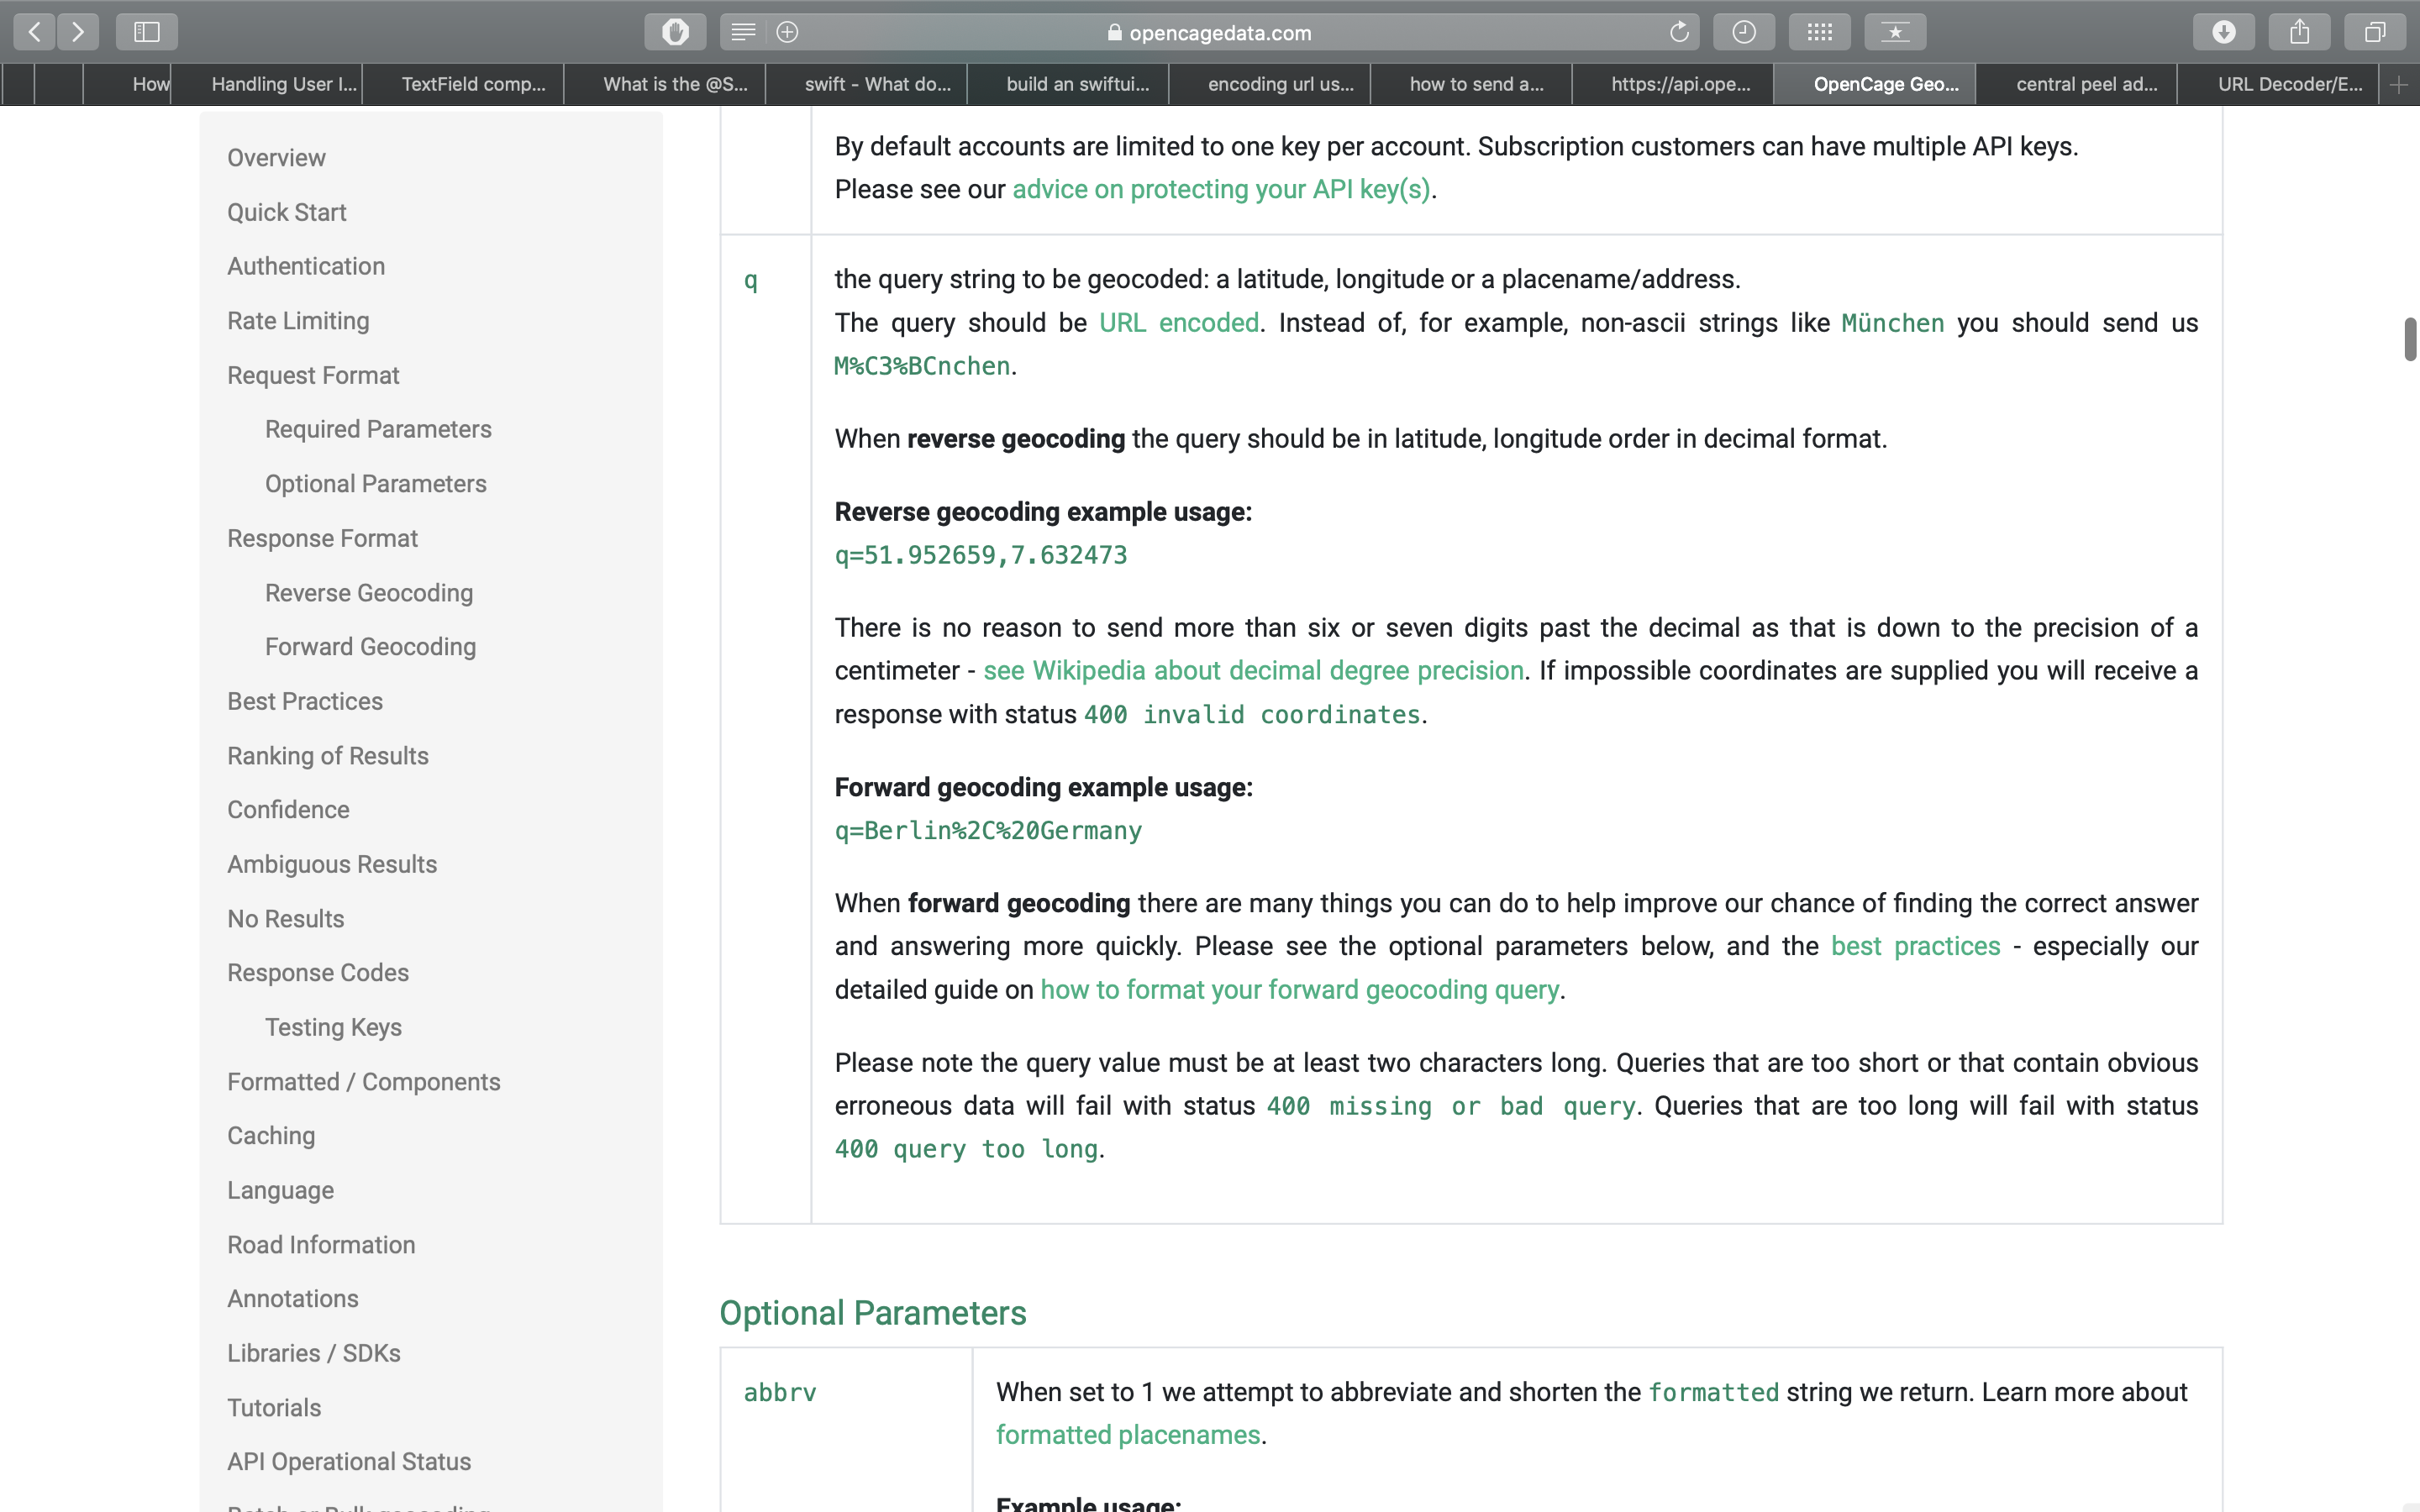 opencagedata.com
How
Handling User I...
TextField comp...
What is the @S...
swift - What do...
build an swiftui...
encoding url us...
how to send a...
https://api.ope...
OpenCage Geo...
central peel ad...
URL Decoder/E...
Overview
Quick Start
Authentication
Rate Limiting
Request Format
Required Parameters
Optional Parameters
Response Format
Reverse Geocoding
Forward Geocoding
Best Practices
Ranking of Results
Confidence
Ambiguous Results
No Results
Response Codes
Testing Keys
Formatted / Components
Caching
Language
Road Information
Annotations
Libraries / SDKs
Tutorials
API Operational Status
Batch or Bulk geocoding
By default accounts are limited to one key per account. Subscription customers can have multiple API keys.
Please see our advice on protecting your API key(s).
q
the query string to be geocoded: a latitude, longitude or a placename/address.
The query should be URL encoded. Instead of, for example, non-ascii strings like München you should send us
M%C3%BCnchen.
When reverse geocoding the query should be in latitude, longitude order in decimal format.
Reverse geocoding example usage:
q=51.952659,7.632473
There is no reason to send more than six or seven digits past the decimal as that is down to the precision of a
centimeter - see Wikipedia about decimal degree precision. If impossible coordinates are supplied you will receive a
response with status 400 invalid coordinates.
Forward geocoding example usage:
q=Berlin%2C%20Germany
When forward geocoding there are many things you can do to help improve our chance of finding the correct answer
and answering more quickly. Please see the optional parameters below, and the best practices - especially our
detailed guide on how to format your forward geocoding query.
Please note the query value must be at least two characters long. Queries that are too short or that contain obvious
erroneous data will fail with status 400 missing or bad query. Queries that are too long will fail with status
400 query too long.
Optional Parameters
abbrv
When set to 1 we attempt to abbreviate and shorten the formatted string we return. Learn more about
formatted placenames.
Example usage: